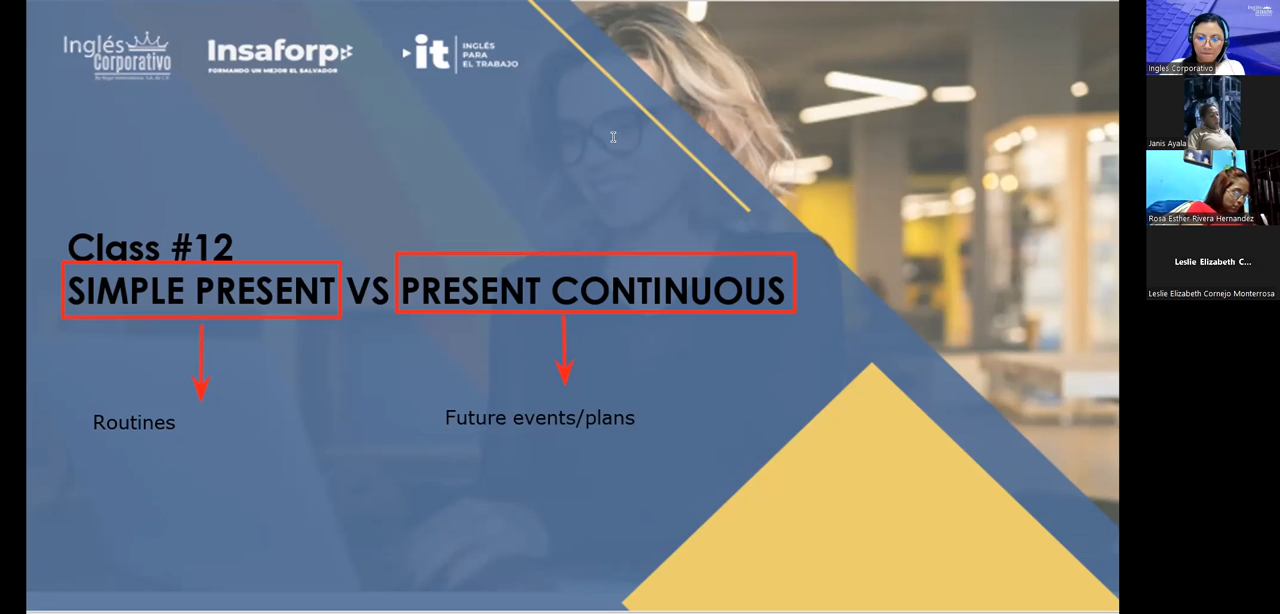 Inglés
Corporativo
Insaforp
FORMANDO UN MEJOR EL SALVADOR
it
INGLÉS
PARA
EL TRABAJO
Class #12
SIMPLE PRESENT VS PRESENT CONTINUOUS
Routines
Future events/plans
Inglés Corporativo
Janis Ayala
Rosa Esther Rivera Hernandez
Leslie Elizabeth C...
Leslie Elizabeth Cornejo Monterrosa